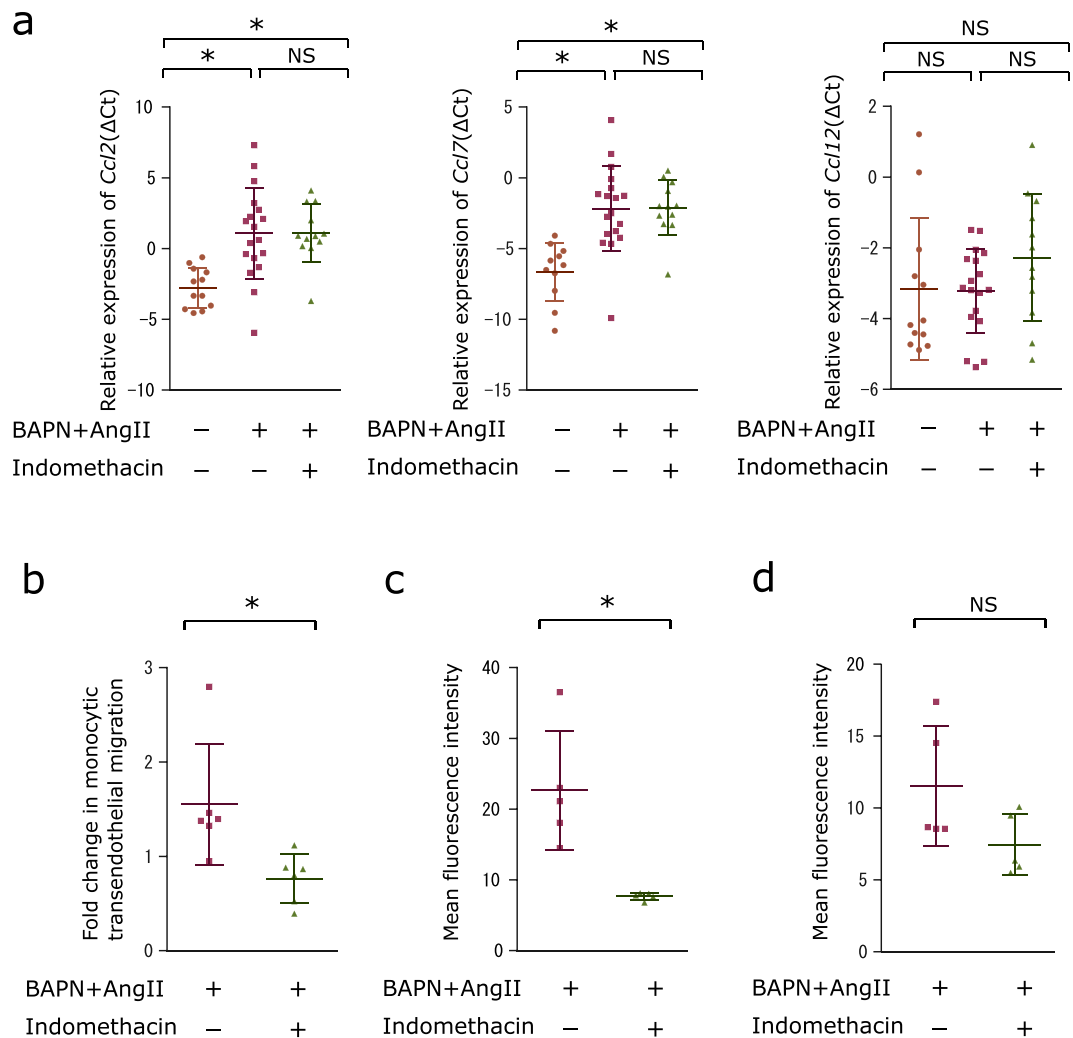 a
*
* NS
Relative expression of Ccl2(ΔCt)
10
5
0
−5
−10
BAPN+AngII − + +
Indomethacin − − +
*
* NS
Relative expression of Ccl7(ΔCt)
5
0
−5
−10
−15
BAPN+AngII − + +
Indomethacin − − +
NS
NS NS
Relative expression of Ccl12(ΔCt)
2
0
−2
−4
−6
BAPN+AngII − + +
Indomethacin − − +
b
*
Fold change in monocytic
transendothelial migration
3
2
1
0
BAPN+AngII + +
Indomethacin − +
c
*
Mean fluorescence intensity
40
30
20
10
0
BAPN+AngII + +
Indomethacin − +
d
NS
Mean fluorescence intensity
20
15
10
5
0
BAPN+AngII + +
Indomethacin − +